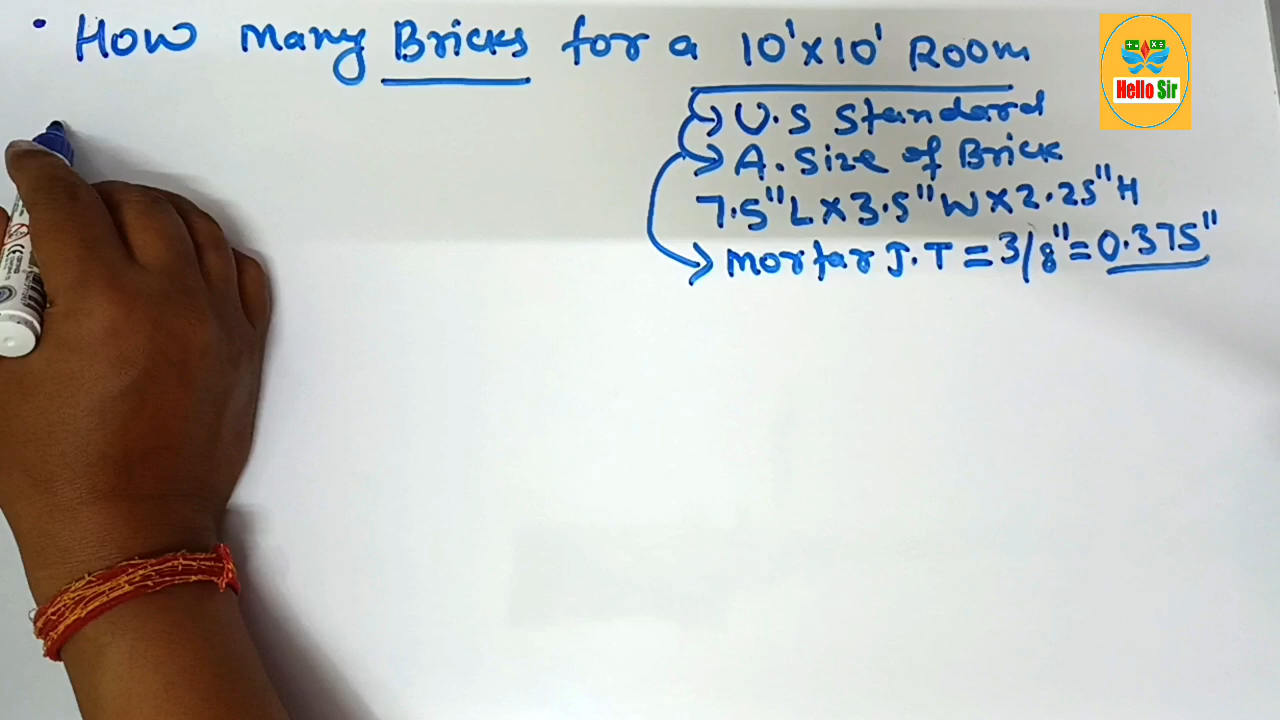 • How many Bricks for a 10'x10' Room
Hello Sir
→ U.S Standard
→ A. Size of Brick
7.5"L x 3.5"W x 2.25"H
→ mortar J.T = 3/8" = 0.375"